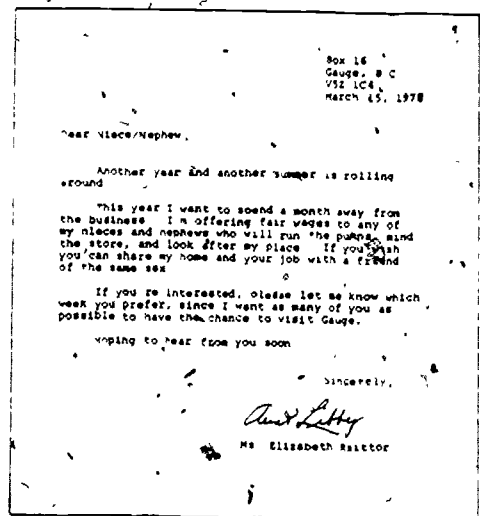 Box 16
Gauge, B C
V5Z 1C4
March 15, 1978
Dear Niece/Nephew,
Another year and another summer is rolling
around
This year I want to spend a month away from
the business I m offering fair wages to any of
my nieces and nephews who will run the pumps, mind
the store, and look after my place If you wish
you can share my home and your job with a friend
of the same sex
If you re interested, please let me know which
week you prefer, since I want as many of you as
possible to have the chance to visit Gauge.
Hoping to hear from you soon
Sincerely,
Aunt Libby
Ms Elizabeth Raittor